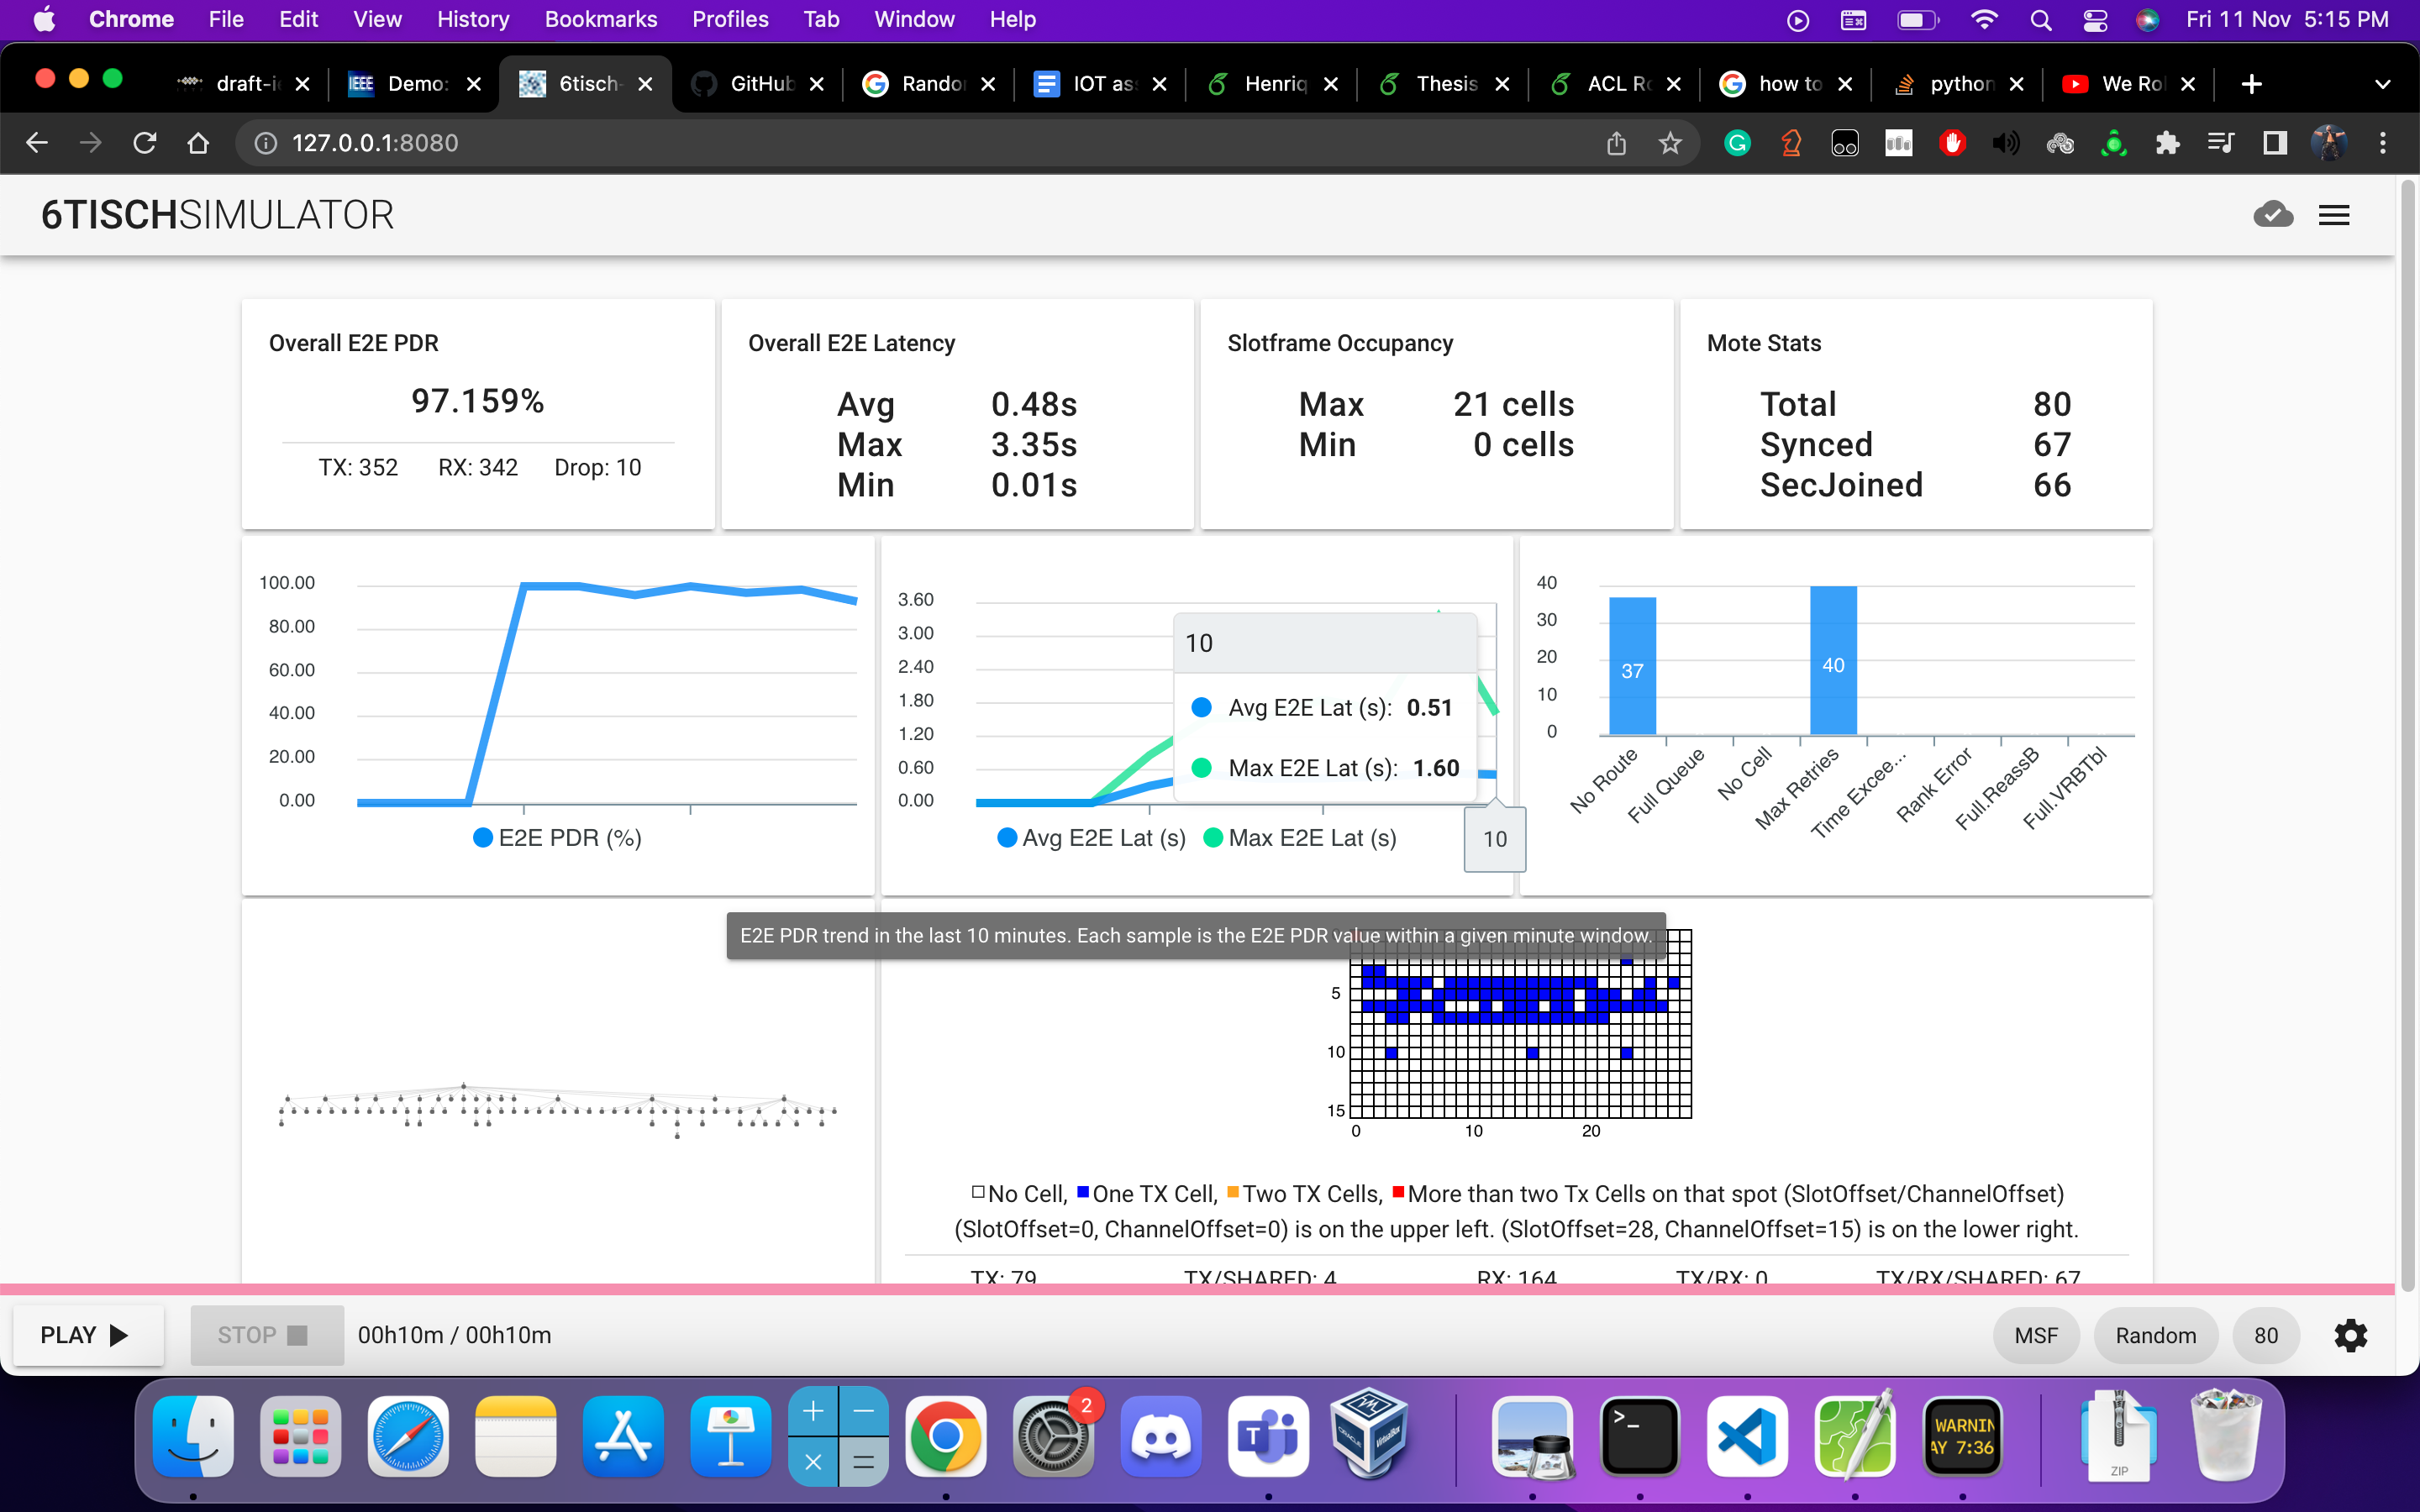 Chrome File Edit View History Bookmarks Profiles Tab Window Help Fri 11 Nov 5:15 PM
draft-i Demo: 6tisch- GitHub Rando IOT as Henriq Thesis ACL Ro how to python We Rol
127.0.0.1:8080
6TISCHSIMULATOR
Overall E2E PDR
97.159%
TX: 352 RX: 342 Drop: 10
Overall E2E Latency
Avg 0.48s
Max 3.35s
Min 0.01s
Slotframe Occupancy
Max 21 cells
Min 0 cells
Mote Stats
Total 80
Synced 67
SecJoined 66
100.00
80.00
60.00
40.00
20.00
0.00
E2E PDR (%)
3.60
3.00
2.40
1.80
1.20
0.60
0.00
10
Avg E2E Lat (s): 0.51
Max E2E Lat (s): 1.60
Avg E2E Lat (s) Max E2E Lat (s)
10
40
30
20
10
0
37
40
No Route
Full Queue
No Cell
Max Retries
Time Excee...
Rank Error
Full.ReassB
Full.VRBTbl
E2E PDR trend in the last 10 minutes. Each sample is the E2E PDR value within a given minute window.
5
10
15
0 10 20
No Cell, One TX Cell, Two TX Cells, More than two Tx Cells on that spot (SlotOffset/ChannelOffset)
(SlotOffset=0, ChannelOffset=0) is on the upper left. (SlotOffset=28, ChannelOffset=15) is on the lower right.
TX: 79 TX/SHARED: 4 RX: 164 TX/RX: 0 TX/RX/SHARED: 67
PLAY STOP 00h10m / 00h10m MSF Random 80
2
WARNIN
AY 7:36
ZIP